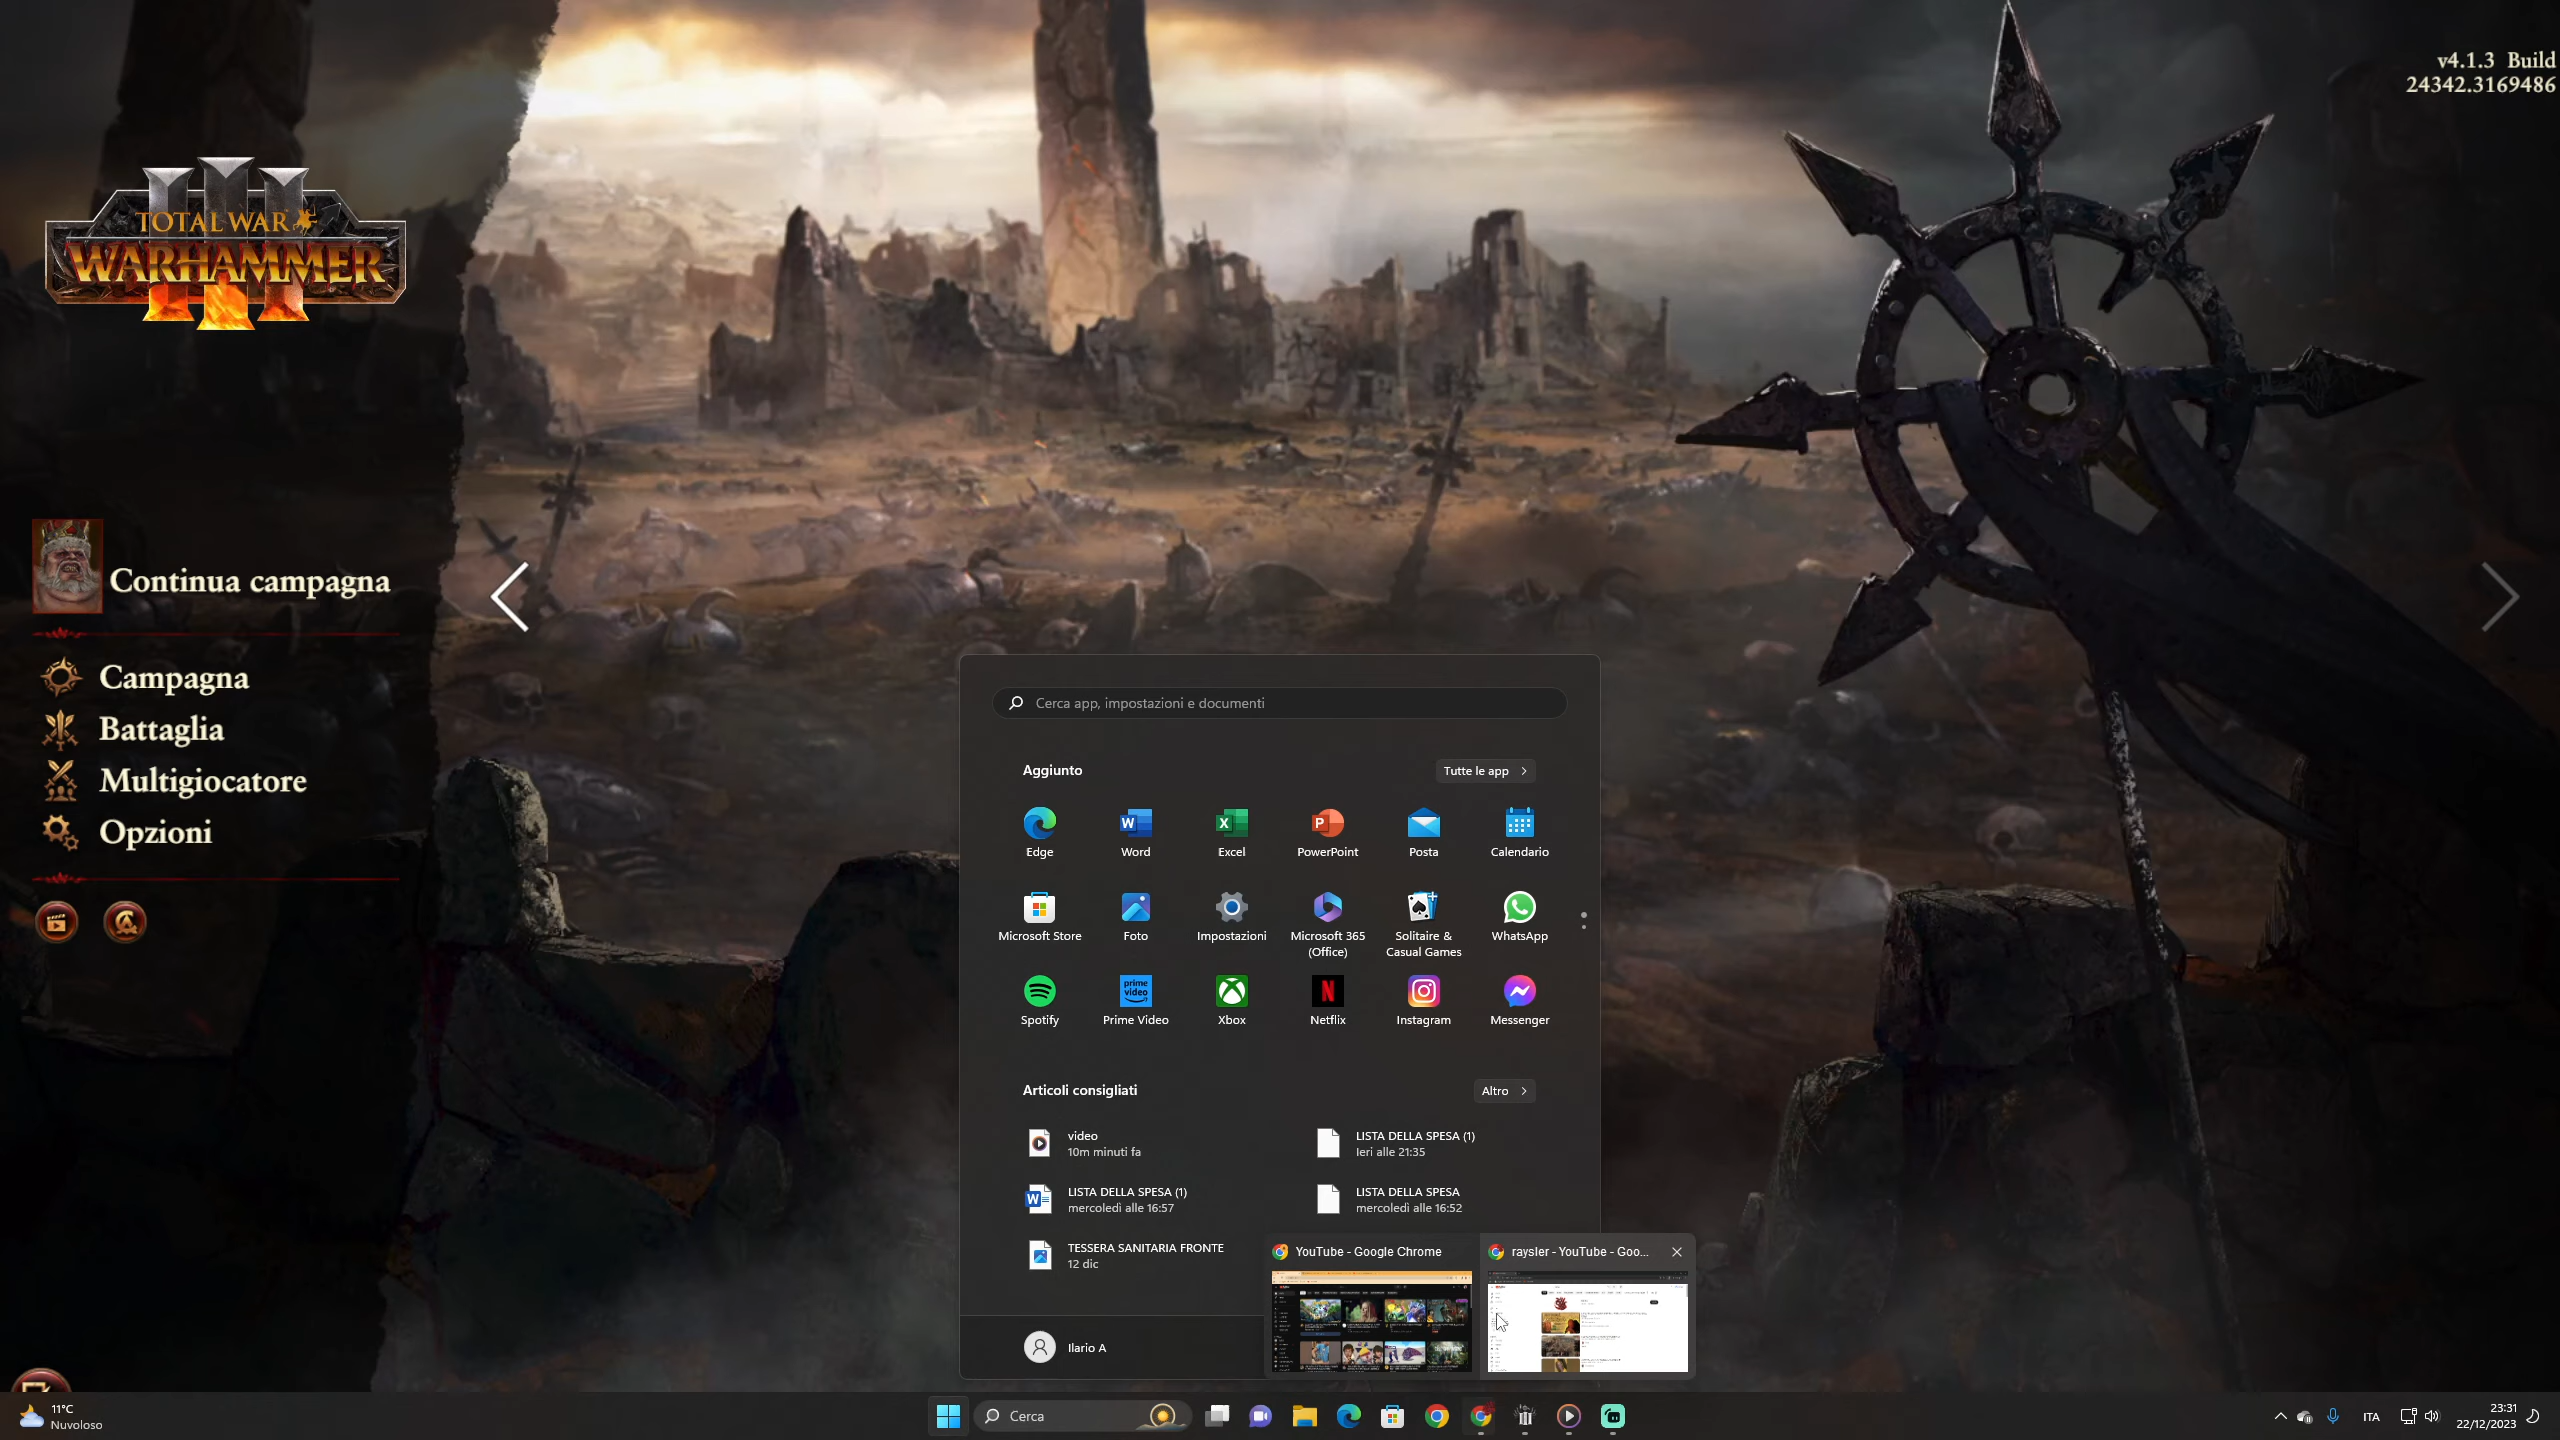 v4.1.3 Build
24342.3169486
TOTAL WAR
WARHAMMER
III
Continua campagna
Campagna
Battaglia
Multigiocatore
Opzioni
Cerca app, impostazioni e documenti
Aggiunto
Tutte le app
Edge
Word
Excel
PowerPoint
Posta
Calendario
Microsoft Store
Foto
Impostazioni
Microsoft 365
(Office)
Solitaire &
Casual Games
WhatsApp
prime
video
Spotify
Prime Video
Xbox
Netflix
Instagram
Messenger
Articoli consigliati
Altro
video
10m minuti fa
LISTA DELLA SPESA (1)
Ieri alle 21:35
LISTA DELLA SPESA (1)
mercoledì alle 16:57
LISTA DELLA SPESA
mercoledì alle 16:52
TESSERA SANITARIA FRONTE
12 dic
YouTube - Google Chrome
raysler - YouTube - Goo...
Ilario A
11°C
Nuvoloso
Cerca
ITA
23:31
22/12/2023